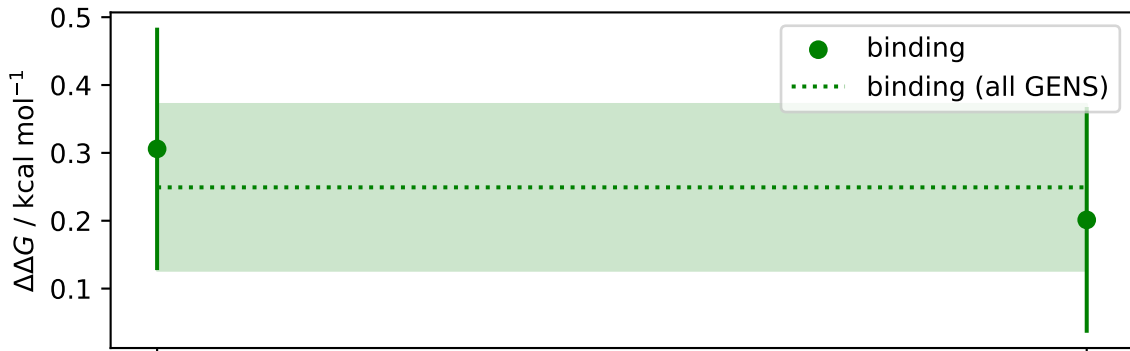 0.5
binding
binding (all GENS)
0.4
0.3
0.2
0.1
ΔΔG / kcal mol⁻¹